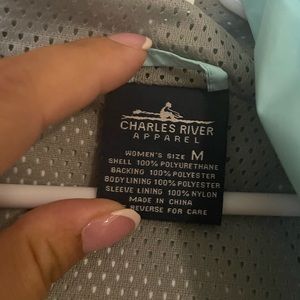 CHARLES RIVER
APPAREL
WOMEN'S SIZE M
SHELL 100% POLYURETHANE
BACKING 100% POLYESTER
BODY LINING 100% POLYESTER
SLEEVE LINING 100% NYLON
MADE IN CHINA
REVERSE FOR CARE